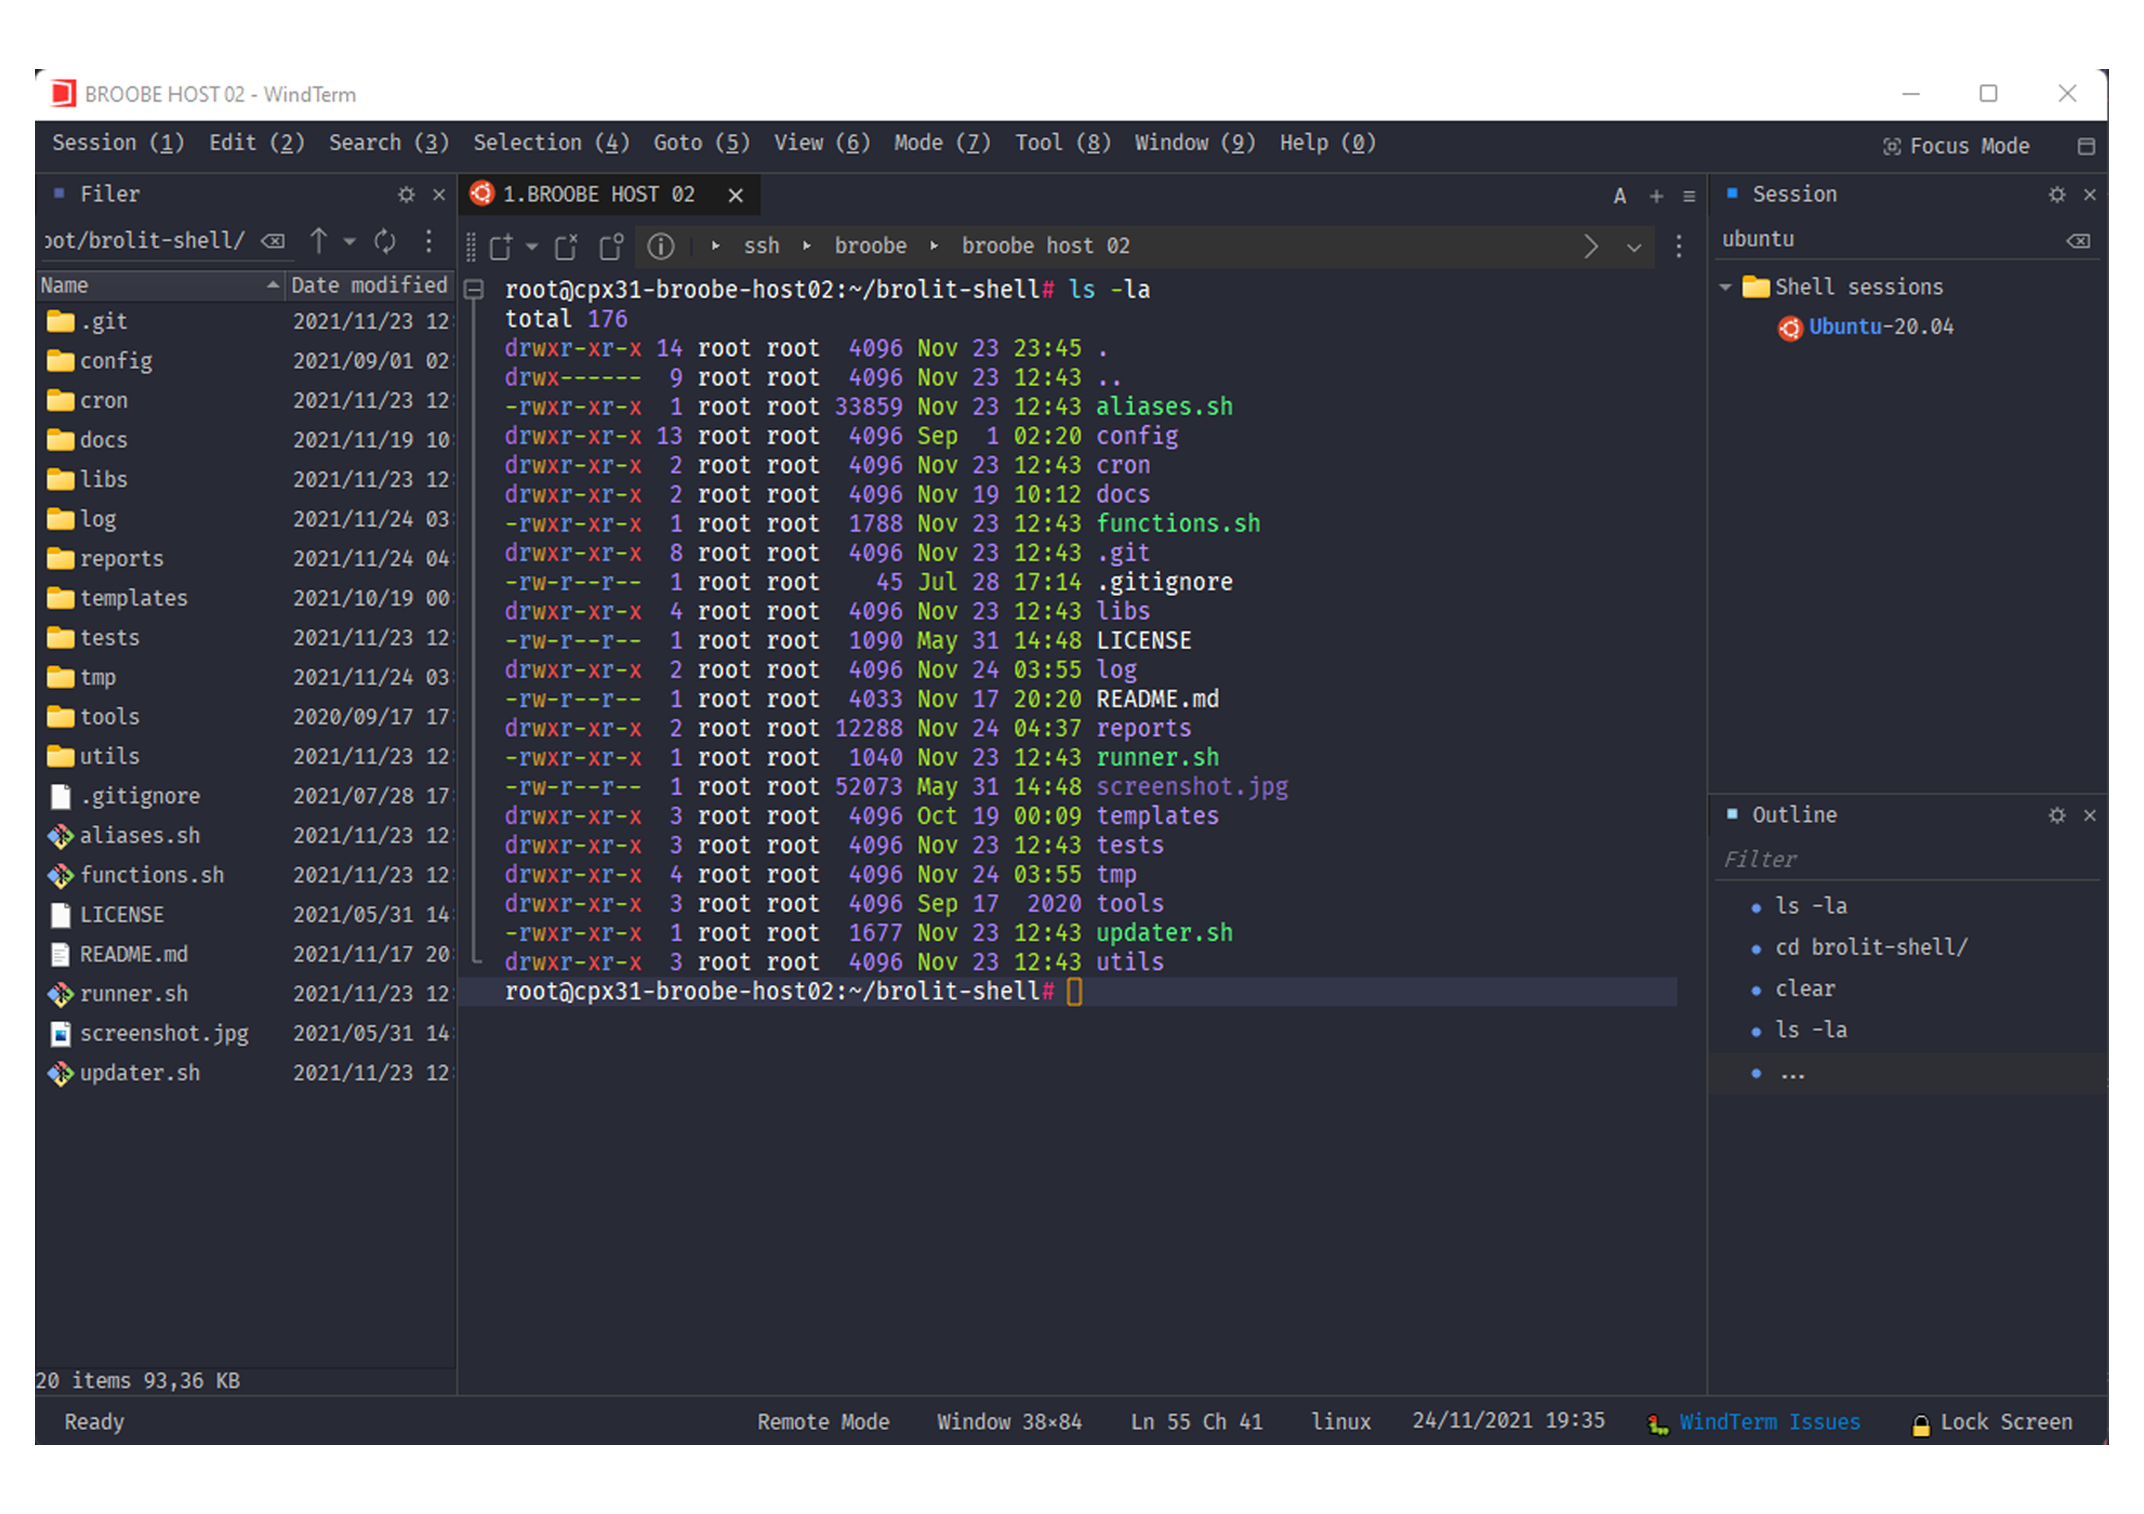 BROOBE HOST 02 - WindTerm
Session (1) Edit (2) Search (3) Selection (4) Goto (5) View (6) Mode (7) Tool (8) Window (9) Help (0) Focus Mode
Filer
oot/brolit-shell/
Name Date modified
.git 2021/11/23 12:
config 2021/09/01 02:
cron 2021/11/23 12:
docs 2021/11/19 10:
libs 2021/11/23 12:
log 2021/11/24 03:
reports 2021/11/24 04:
templates 2021/10/19 00:
tests 2021/11/23 12:
tmp 2021/11/24 03:
tools 2020/09/17 17:
utils 2021/11/23 12:
.gitignore 2021/07/28 17:
aliases.sh 2021/11/23 12:
functions.sh 2021/11/23 12:
LICENSE 2021/05/31 14:
README.md 2021/11/17 20:
runner.sh 2021/11/23 12:
screenshot.jpg 2021/05/31 14:
updater.sh 2021/11/23 12:
20 items 93,36 KB
1.BROOBE HOST 02
A
ssh broobe broobe host 02
root@cpx31-broobe-host02:~/brolit-shell# ls -la
total 176
drwxr-xr-x 14 root root 4096 Nov 23 23:45 .
drwx------ 9 root root 4096 Nov 23 12:43 ..
-rwxr-xr-x 1 root root 33859 Nov 23 12:43 aliases.sh
drwxr-xr-x 13 root root 4096 Sep 1 02:20 config
drwxr-xr-x 2 root root 4096 Nov 23 12:43 cron
drwxr-xr-x 2 root root 4096 Nov 19 10:12 docs
-rwxr-xr-x 1 root root 1788 Nov 23 12:43 functions.sh
drwxr-xr-x 8 root root 4096 Nov 23 12:43 .git
-rw-r--r-- 1 root root 45 Jul 28 17:14 .gitignore
drwxr-xr-x 4 root root 4096 Nov 23 12:43 libs
-rw-r--r-- 1 root root 1090 May 31 14:48 LICENSE
drwxr-xr-x 2 root root 4096 Nov 24 03:55 log
-rw-r--r-- 1 root root 4033 Nov 17 20:20 README.md
drwxr-xr-x 2 root root 12288 Nov 24 04:37 reports
-rwxr-xr-x 1 root root 1040 Nov 23 12:43 runner.sh
-rw-r--r-- 1 root root 52073 May 31 14:48 screenshot.jpg
drwxr-xr-x 3 root root 4096 Oct 19 00:09 templates
drwxr-xr-x 3 root root 4096 Nov 23 12:43 tests
drwxr-xr-x 4 root root 4096 Nov 24 03:55 tmp
drwxr-xr-x 3 root root 4096 Sep 17 2020 tools
-rwxr-xr-x 1 root root 1677 Nov 23 12:43 updater.sh
drwxr-xr-x 3 root root 4096 Nov 23 12:43 utils
root@cpx31-broobe-host02:~/brolit-shell#
Session
ubuntu
Shell sessions
Ubuntu-20.04
Outline
Filter
ls -la
cd brolit-shell/
clear
ls -la
...
Ready Remote Mode Window 38×84 Ln 55 Ch 41 linux 24/11/2021 19:35 WindTerm Issues Lock Screen